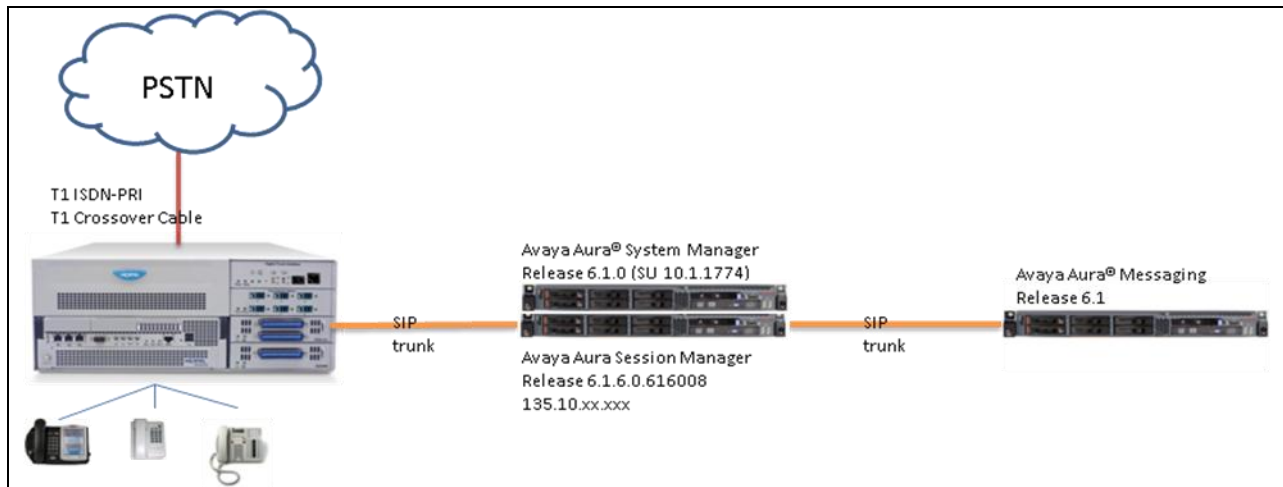 PSTN
T1 ISDN-PRI
T1 Crossover Cable
Avaya Aura® System Manager
Release 6.1.0 (SU 10.1.1774)
Avaya Aura® Messaging
Release 6.1
SIP
trunk
SIP
trunk
Avaya Aura Session Manager
Release 6.1.6.0.616008
135.10.xx.xxx